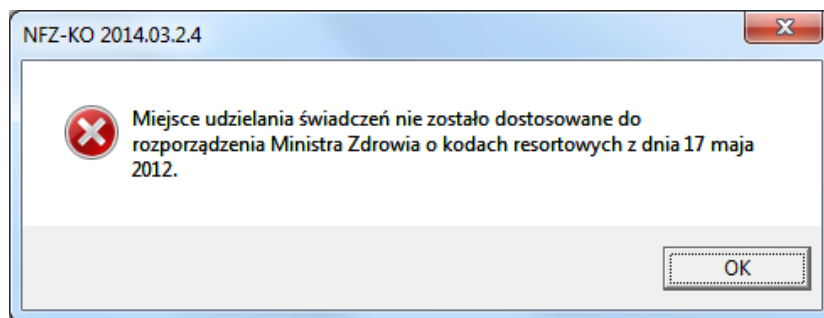 NFZ-KO 2014.03.2.4
Miejsce udzielania świadczeń nie zostało dostosowane do
rozporządzenia Ministra Zdrowia o kodach resortowych z dnia 17 maja
2012.
OK